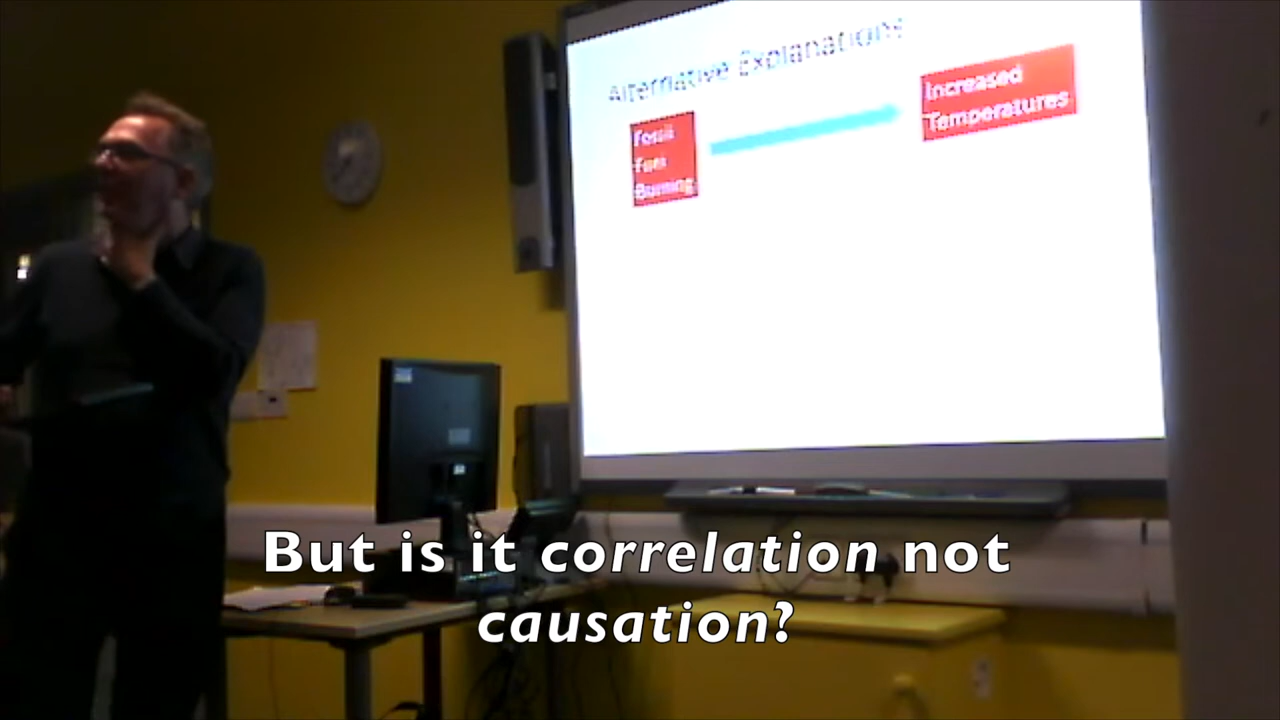 Alternative Explanations
Fossil
Fuel
Burning
Increased
Temperatures
But is it correlation not
causation?